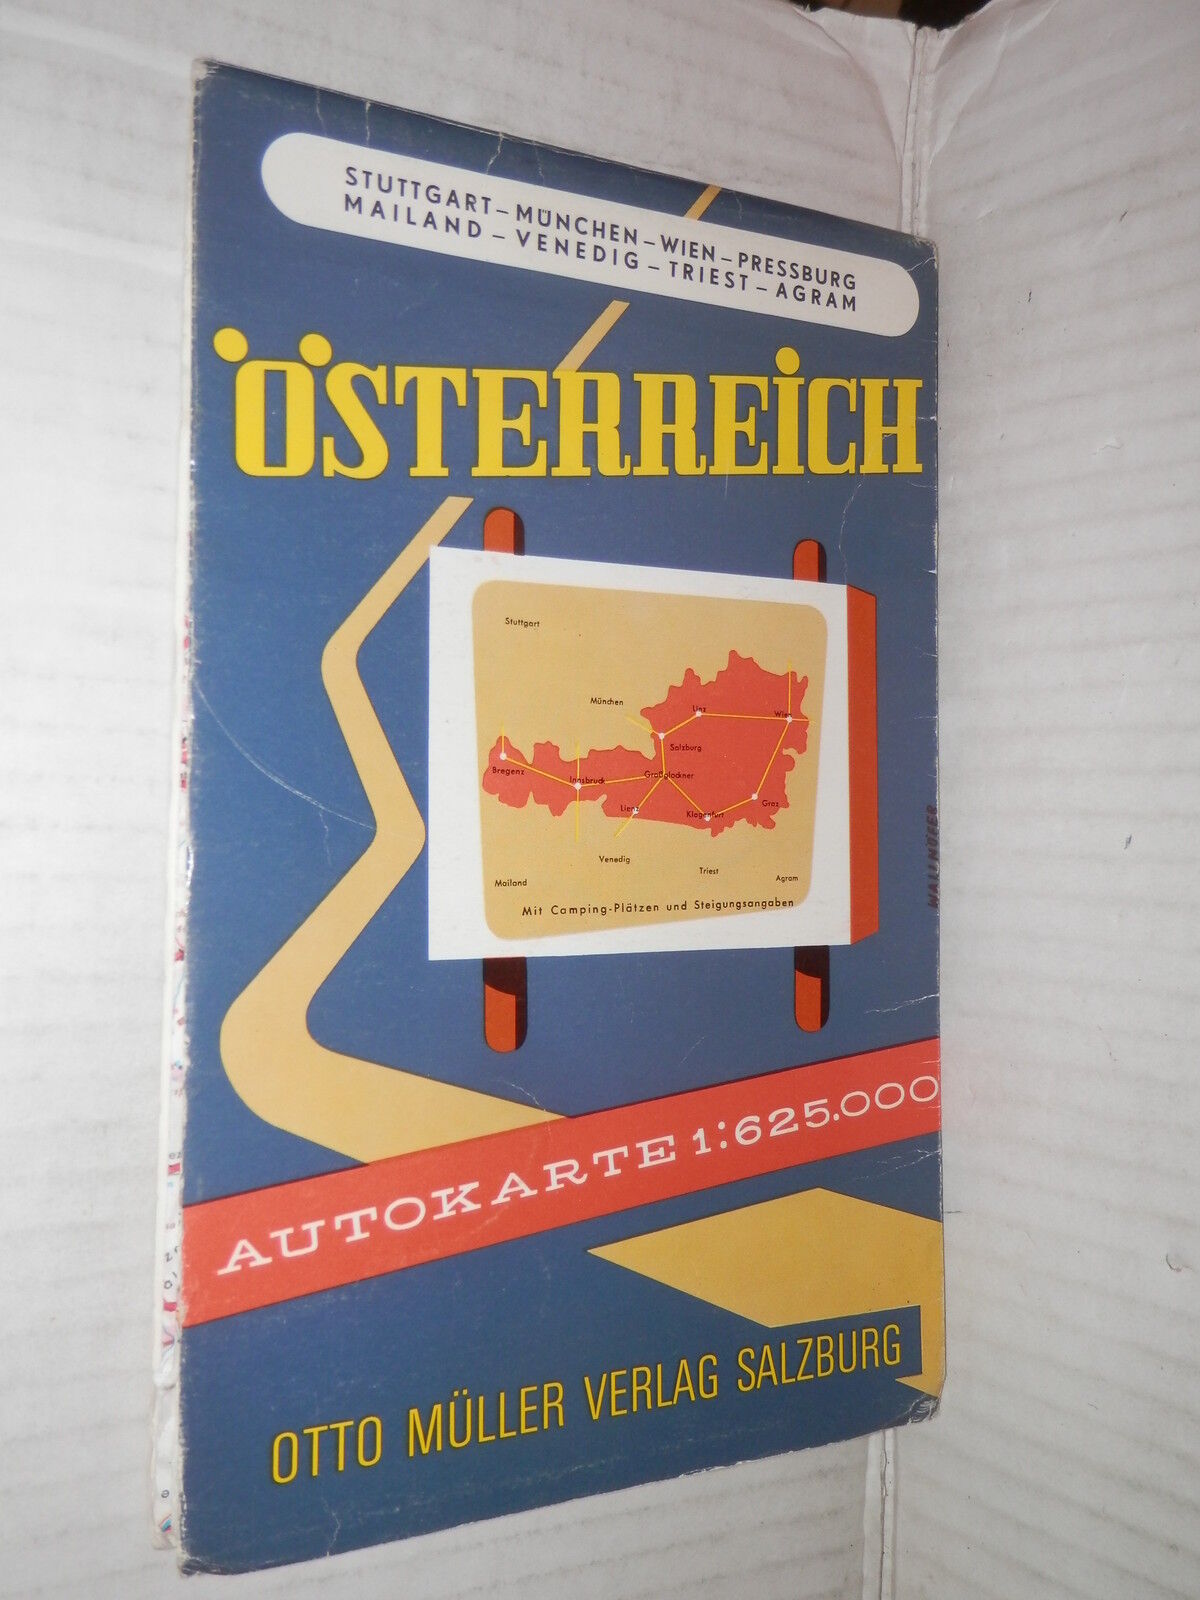 STUTTGART – MÜNCHEN – WIEN – PRESSBURG
MAILAND – VENEDIG – TRIEST – AGRAM
ÖSTERREICH
Stuttgart
München
Linz
Wien
Salzburg
Bregenz
Innsbruck
Großglockner
Lienz
Klagenfurt
Graz
Venedig
Triest
Mailand
Agram
Mit Camping-Plätzen und Steigungsangaben
WALLNÖFER
AUTOKARTE 1:625.000
OTTO MÜLLER VERLAG SALZBURG